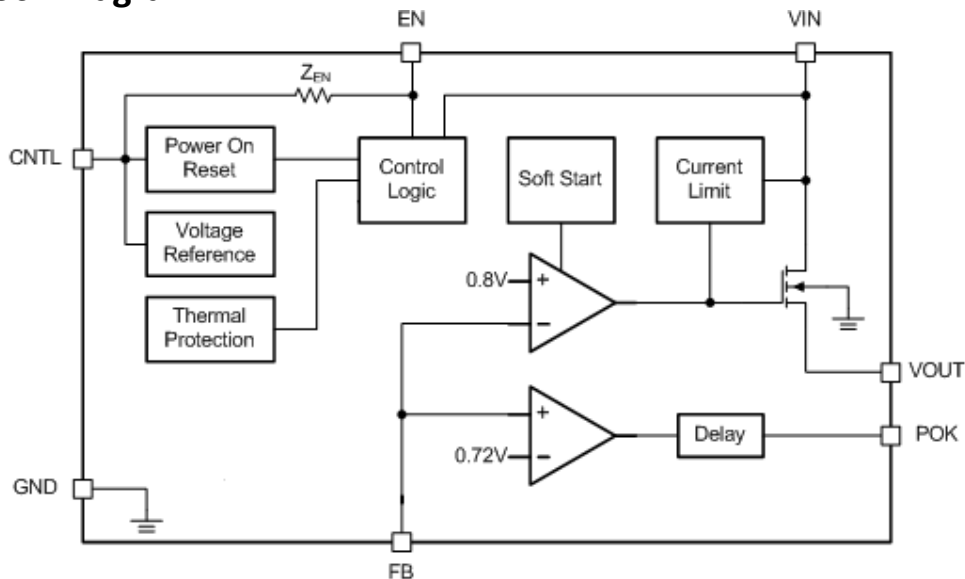 EN
VIN
Z_EN
CNTL
Power On
Reset
Control
Logic
Soft Start
Current
Limit
Voltage
Reference
0.8V
+
−
Thermal
Protection
VOUT
+
0.72V
−
Delay
POK
GND
FB